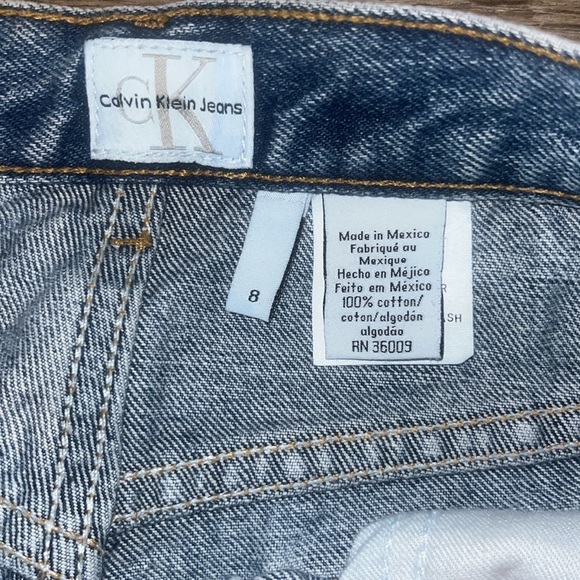 CK
Calvin Klein Jeans
8
Made in Mexico
Fabriqué au
Mexique
Hecho en Méjico
Feito em México
100% cotton/
coton/algodón
algodão
RN 36009
R
SH